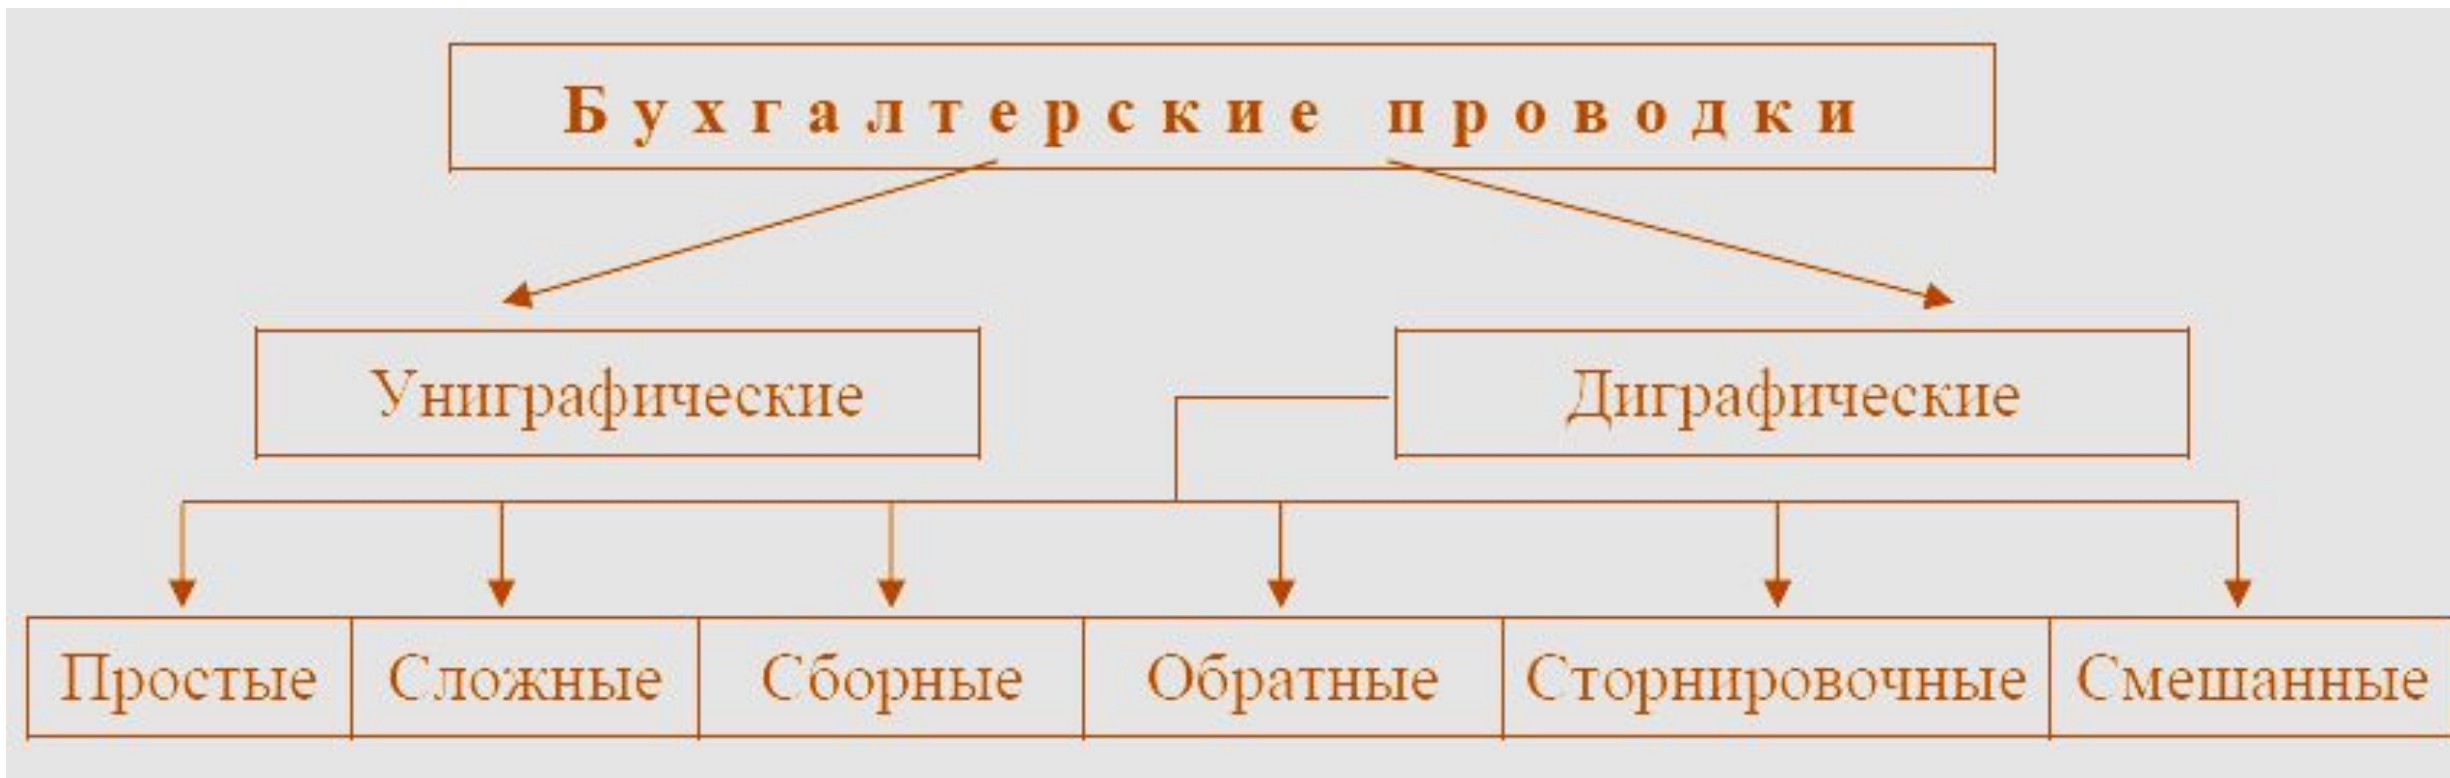 Бухгалтерские проводки
Униграфические
Диграфические
Простые
Сложные
Сборные
Обратные
Сторнировочные
Смешанные